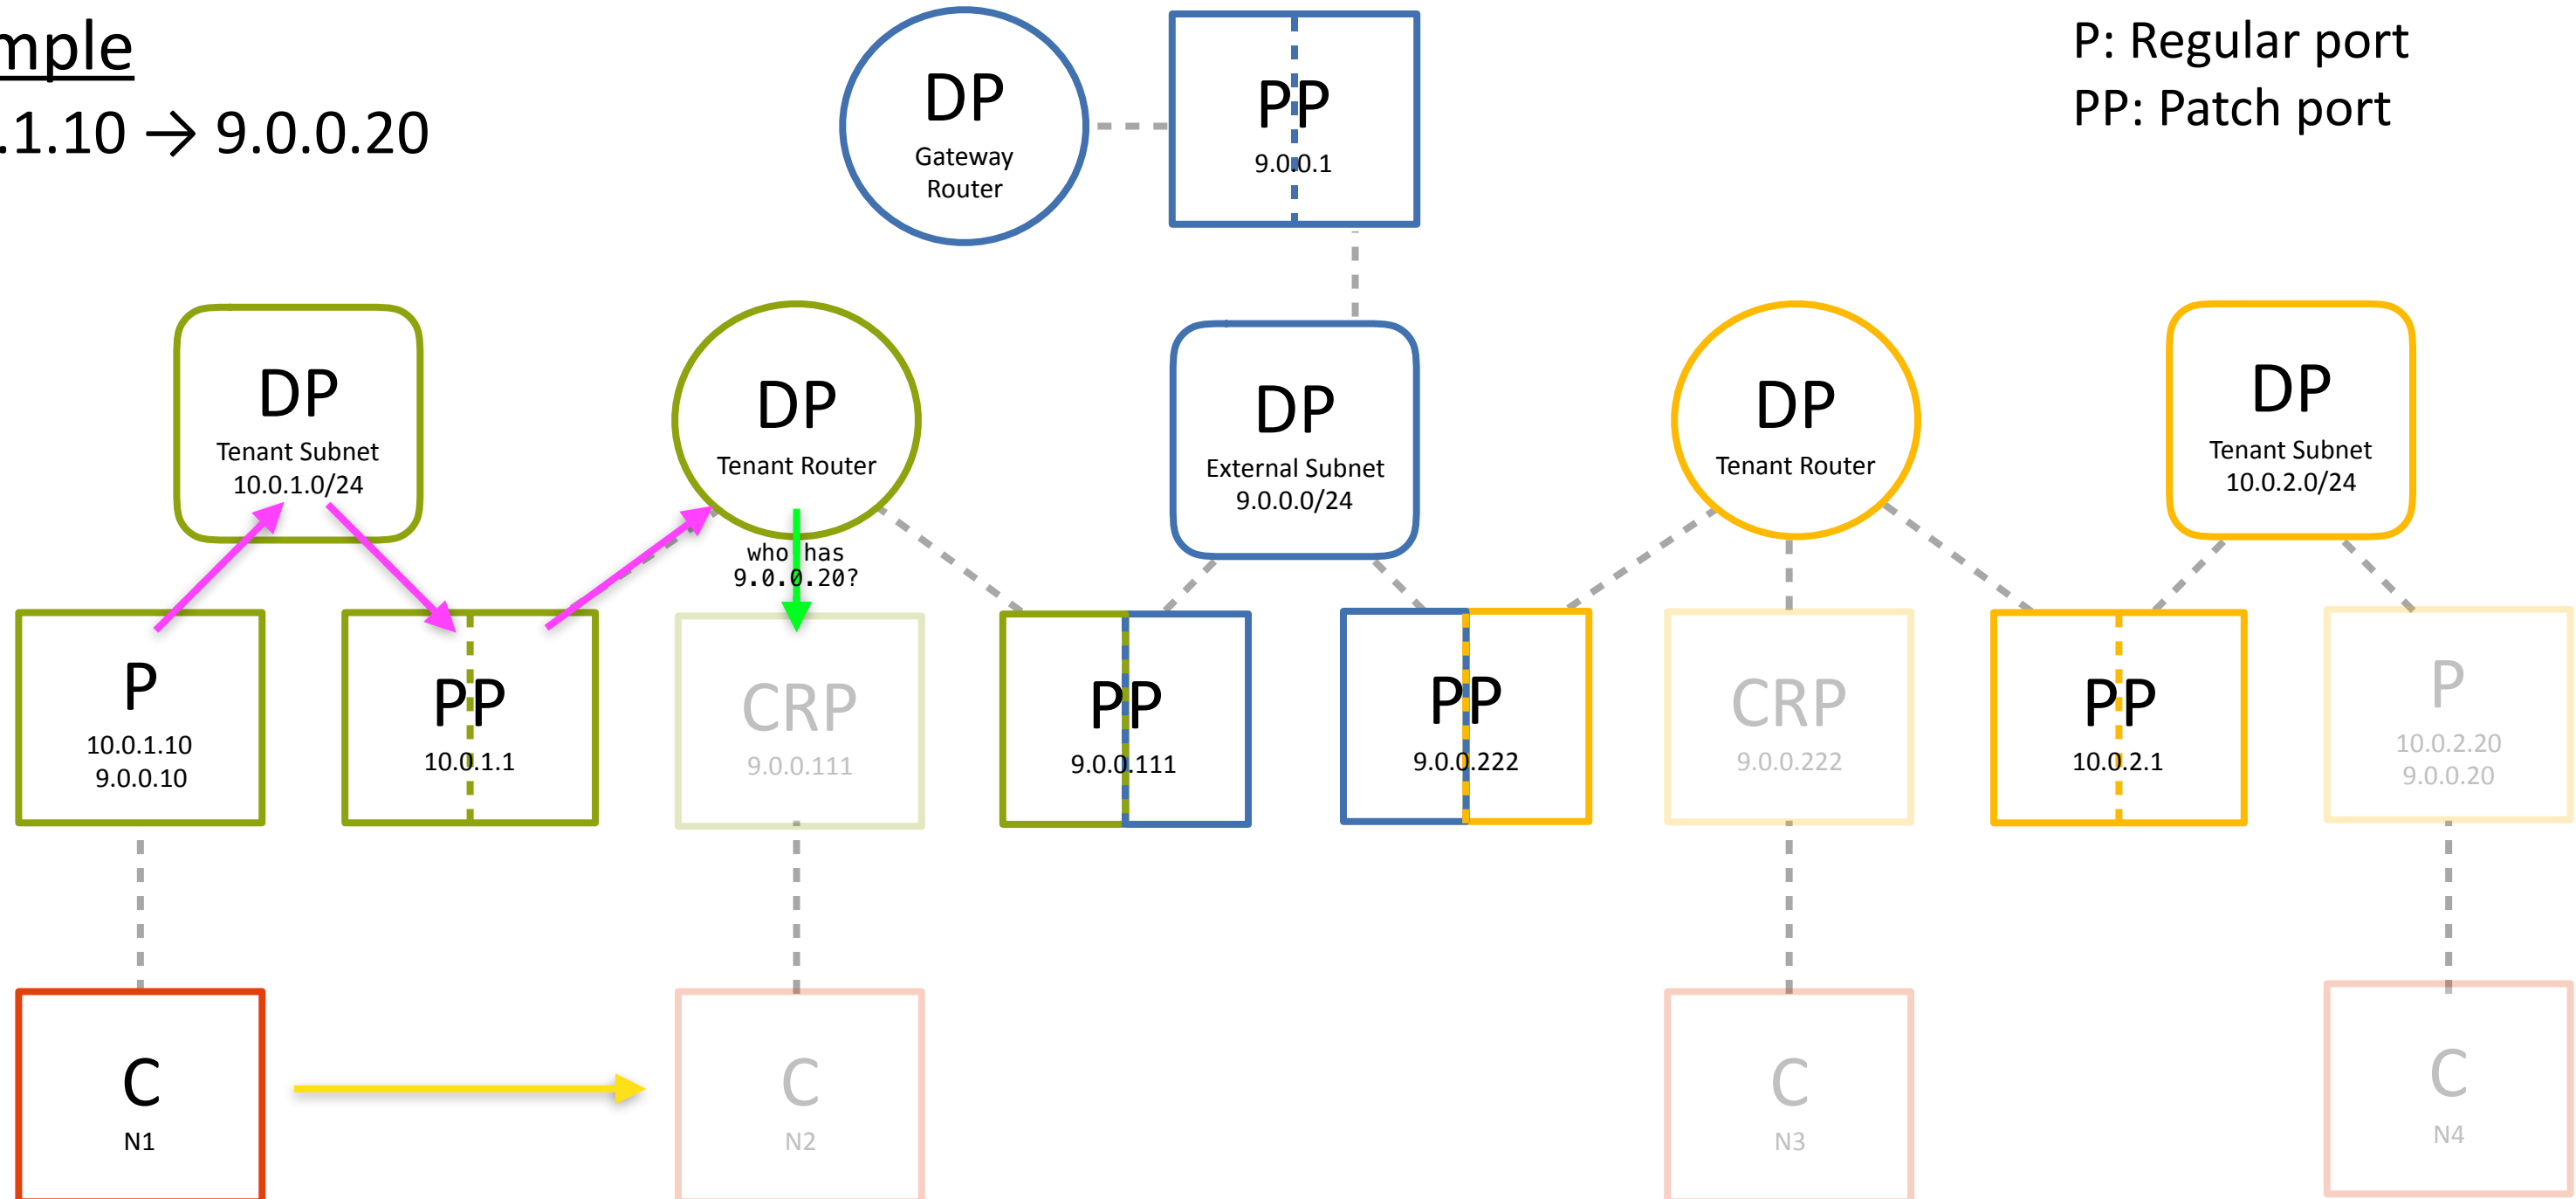 mple
.1.10 → 9.0.0.20
P: Regular port
PP: Patch port
DP
Gateway
Router
PP
9.0.0.1
DP
Tenant Subnet
10.0.1.0/24
DP
Tenant Router
who has
9.0.0.20?
DP
External Subnet
9.0.0.0/24
DP
Tenant Router
DP
Tenant Subnet
10.0.2.0/24
P
10.0.1.10
9.0.0.10
PP
10.0.1.1
CRP
9.0.0.111
PP
9.0.0.111
PP
9.0.0.222
CRP
9.0.0.222
PP
10.0.2.1
P
10.0.2.20
9.0.0.20
C
N1
C
N2
C
N3
C
N4